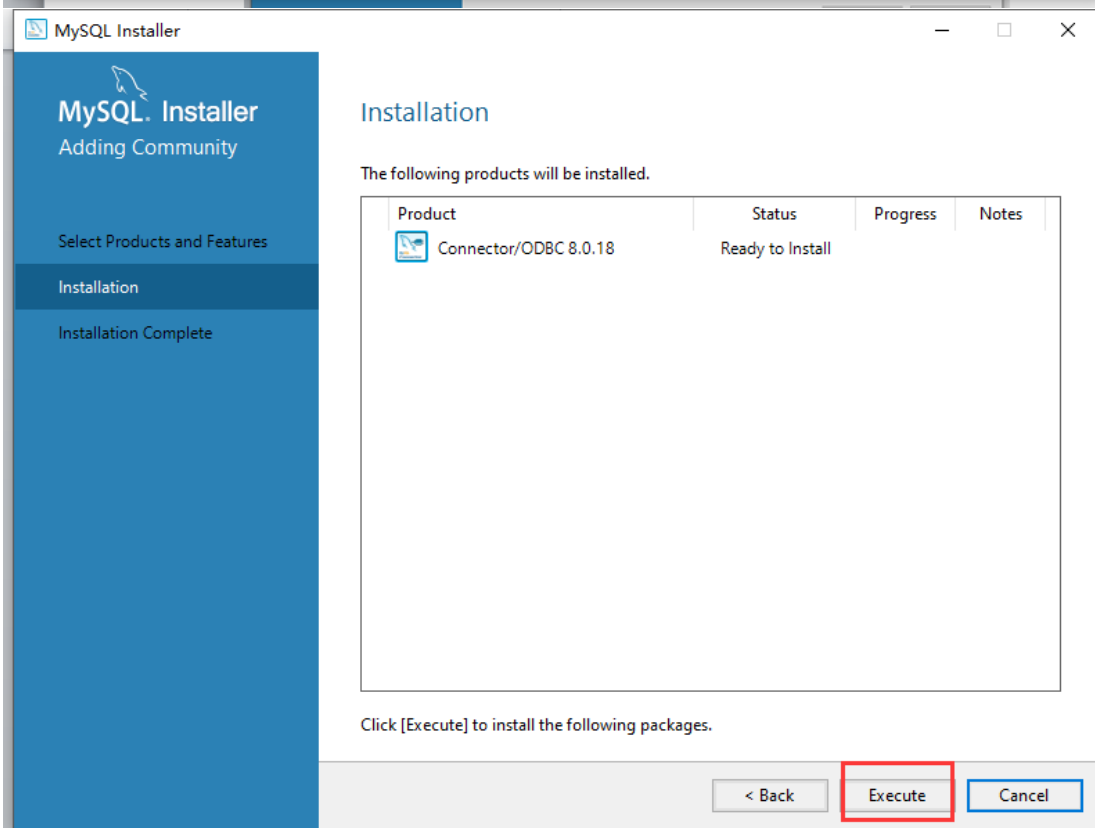 MySQL Installer
MySQL. Installer
Adding Community
Select Products and Features
Installation
Installation Complete
Installation
The following products will be installed.
Product Status Progress Notes
Connector/ODBC 8.0.18 Ready to Install
Click [Execute] to install the following packages.
< Back Execute Cancel